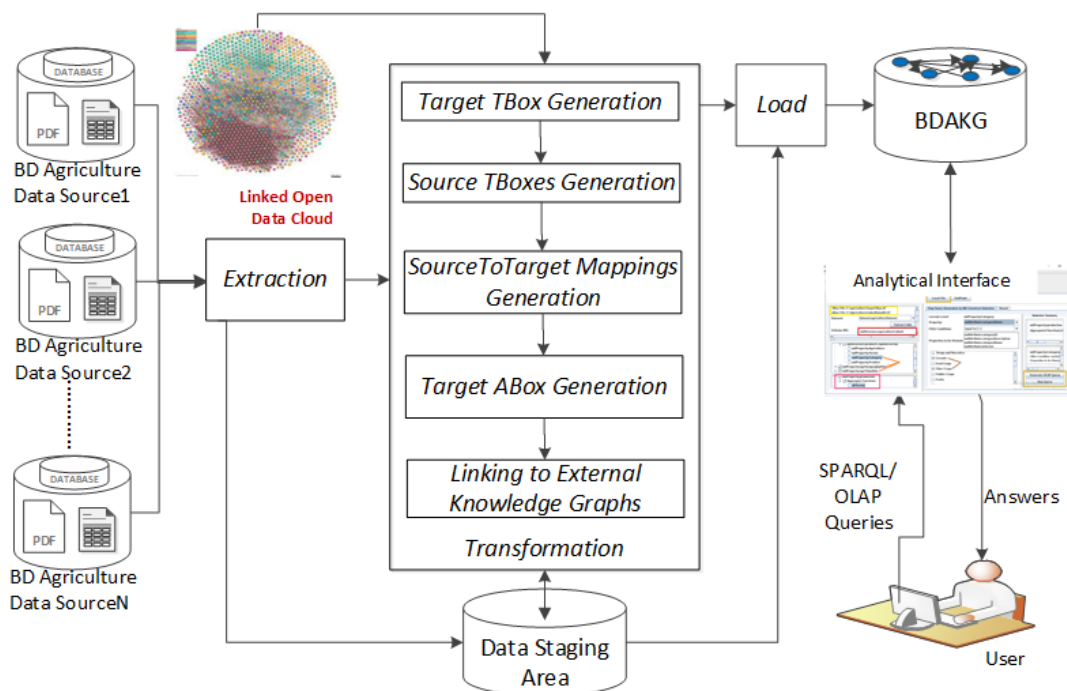 DATABASE
PDF
BD Agriculture
Data Source1
DATABASE
PDF
BD Agriculture
Data Source2
DATABASE
PDF
BD Agriculture
Data SourceN
Linked Open
Data Cloud
Extraction
Target TBox Generation
Source TBoxes Generation
SourceToTarget Mappings
Generation
Target ABox Generation
Linking to External
Knowledge Graphs
Transformation
Data Staging
Area
Load
BDAKG
Analytical Interface
SPARQL/
OLAP
Queries
Answers
User